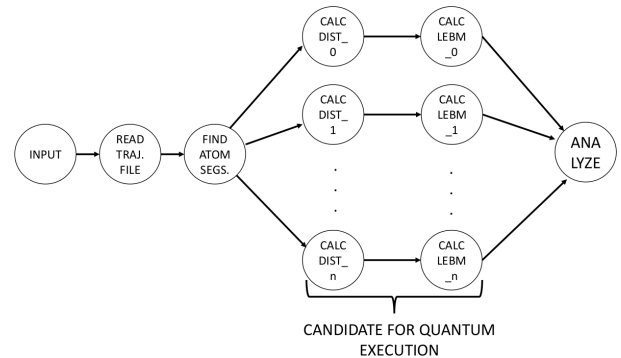 INPUT
READ
TRAJ.
FILE
FIND
ATOM
SEGS.
CALC
DIST_
0
CALC
LEBM
_0
CALC
DIST_
1
CALC
LEBM
_1
.
.
.
.
.
.
CALC
DIST_
n
CALC
LEBM
_n
ANA
LYZE
CANDIDATE FOR QUANTUM
EXECUTION